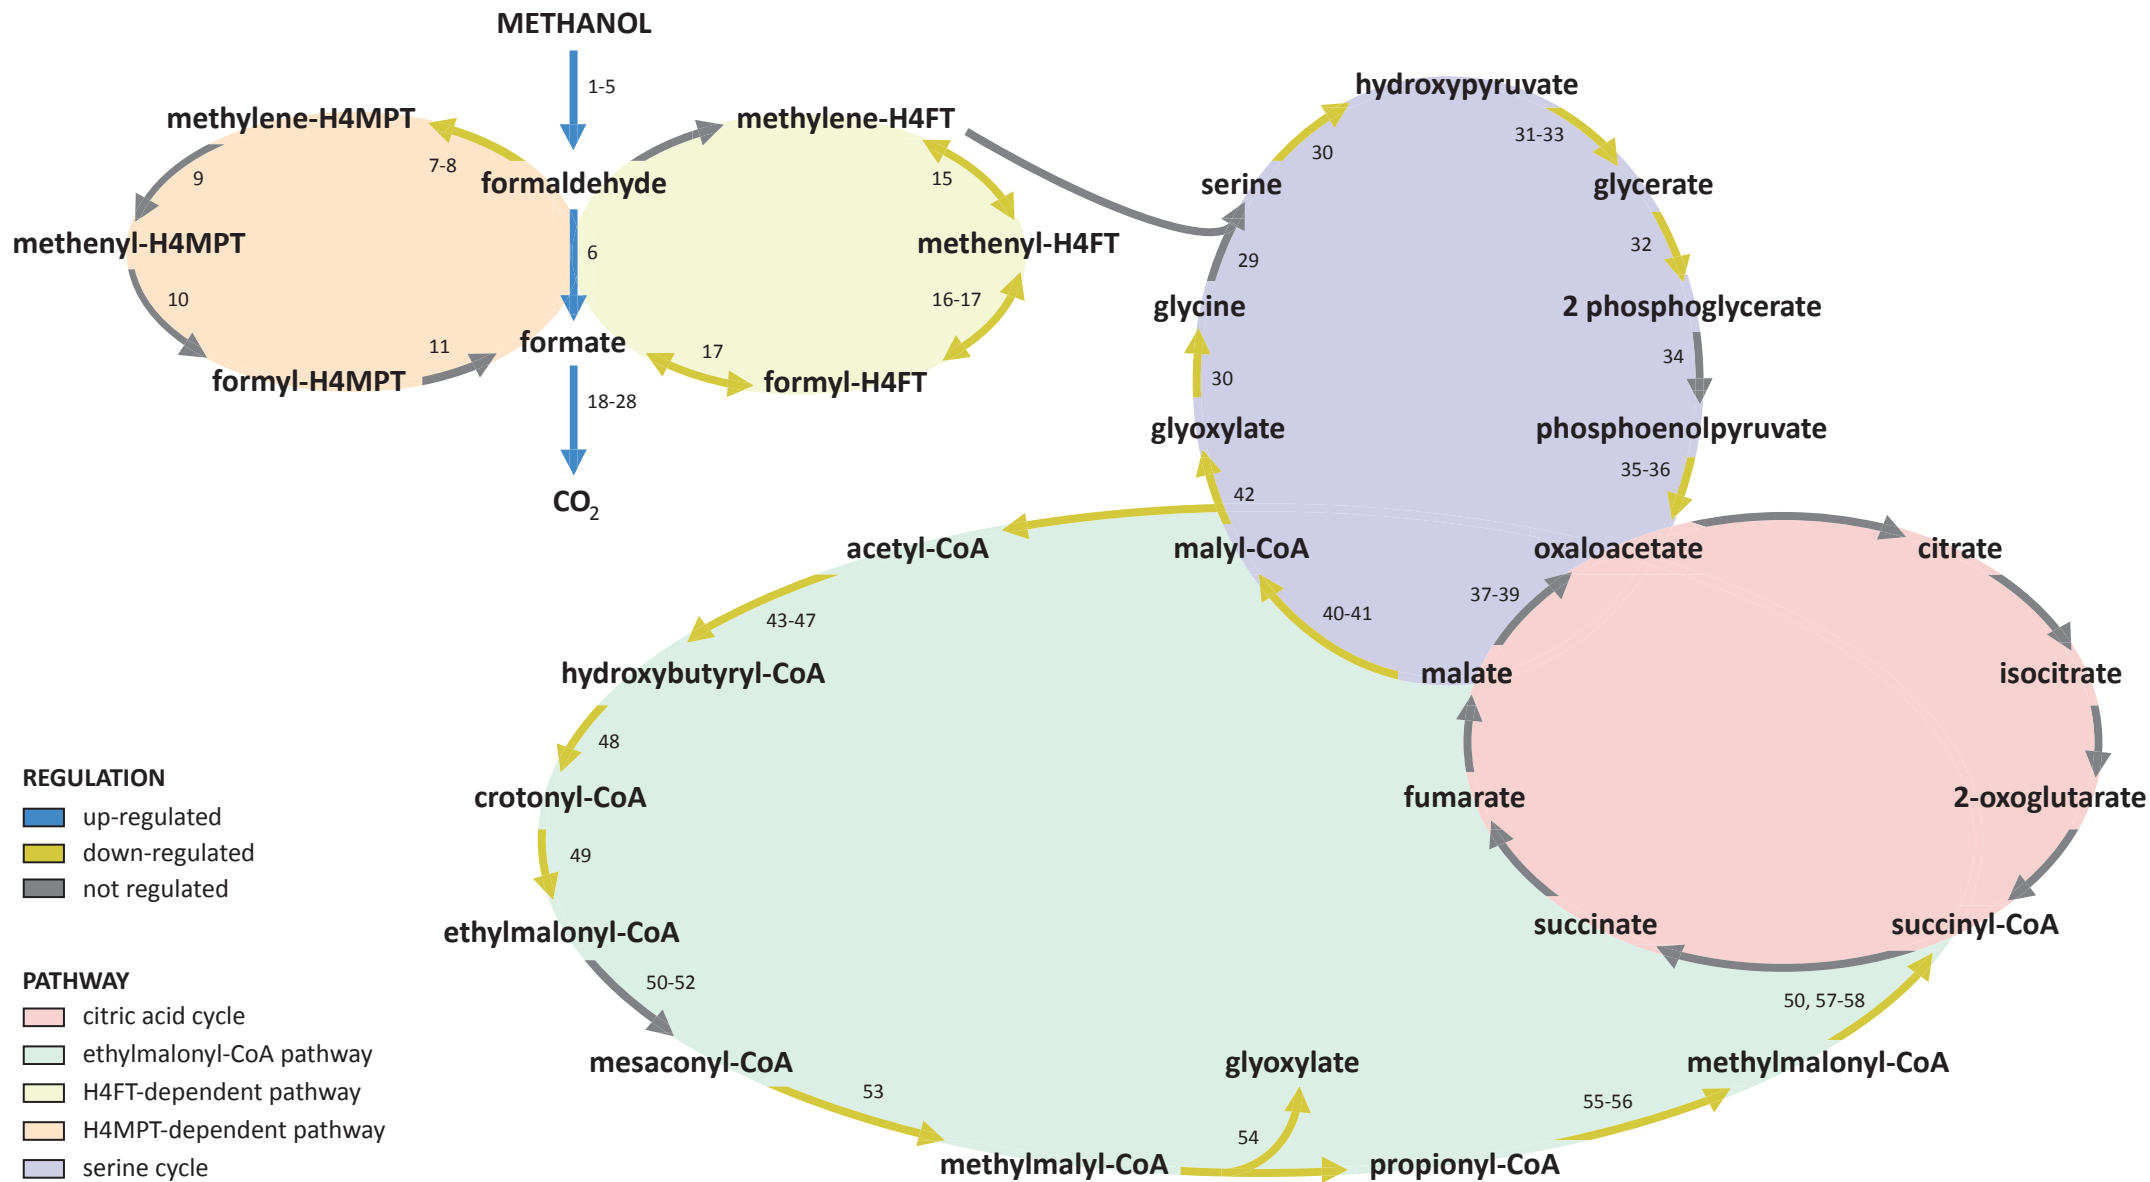 METHANOL
1-5
hydroxypyruvate
methylene-H4MPT
methylene-H4FT
31-33
30
7-8
9
15
formaldehyde
serine
glycerate
methenyl-H4MPT
6
methenyl-H4FT
32
29
10
16-17
glycine
2 phosphoglycerate
11
formate
17
34
formyl-H4MPT
formyl-H4FT
30
18-28
glyoxylate
phosphoenolpyruvate
35-36
CO2
42
acetyl-CoA
malyl-CoA
oxaloacetate
citrate
37-39
43-47
40-41
hydroxybutyryl-CoA
malate
isocitrate
48
REGULATION
crotonyl-CoA
fumarate
2-oxoglutarate
up-regulated
down-regulated
49
not regulated
ethylmalonyl-CoA
succinate
succinyl-CoA
PATHWAY
50-52
50, 57-58
citric acid cycle
ethylmalonyl-CoA pathway
mesaconyl-CoA
glyoxylate
methylmalonyl-CoA
H4FT-dependent pathway
53
55-56
H4MPT-dependent pathway
54
serine cycle
methylmalyl-CoA
propionyl-CoA